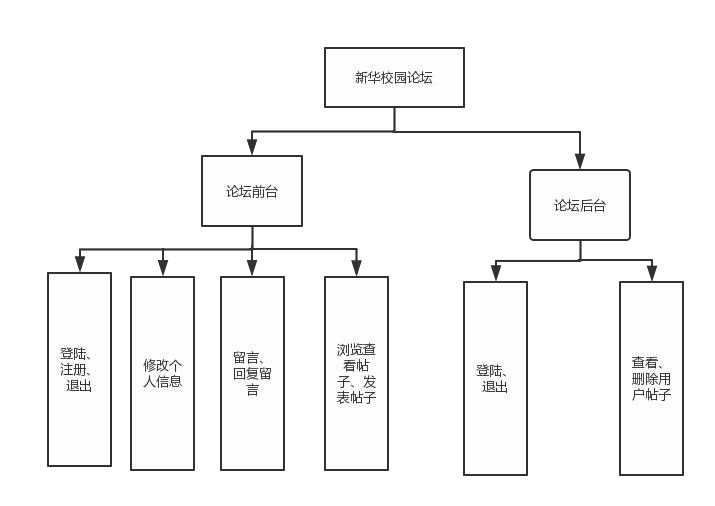 新华校园论坛
论坛前台
论坛后台
登陆、
注册、
退出
修改个
人信息
留言、
回复留
言
浏览查
看帖
子、发
表帖子
登陆、
退出
查看、
删除用
户帖子